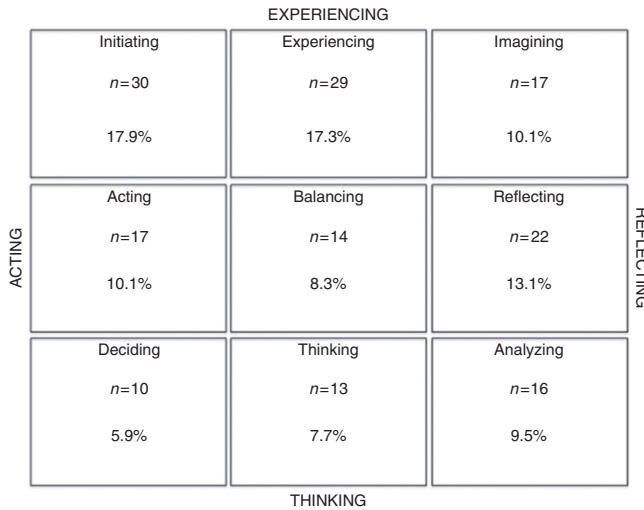 EXPERIENCING
Initiating Experiencing Imagining
n=30 n=29 n=17
17.9% 17.3% 10.1%
ACTING
Acting Balancing Reflecting
n=17 n=14 n=22
10.1% 8.3% 13.1%
REFLECTING
Deciding Thinking Analyzing
n=10 n=13 n=16
5.9% 7.7% 9.5%
THINKING